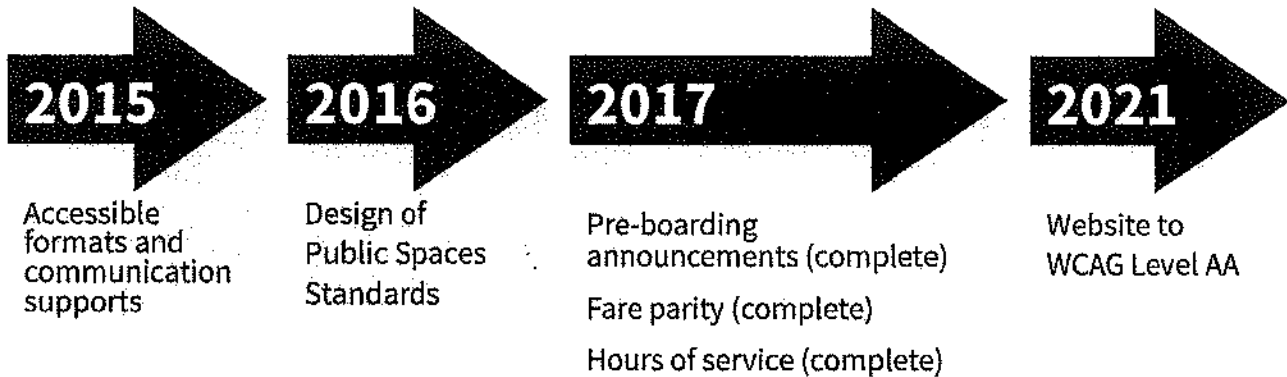 2015
Accessible
formats and
communication
supports
2016
Design of
Public Spaces
Standards
2017
Pre-boarding
announcements (complete)
Fare parity (complete)
Hours of service (complete)
2021
Website to
WCAG Level AA